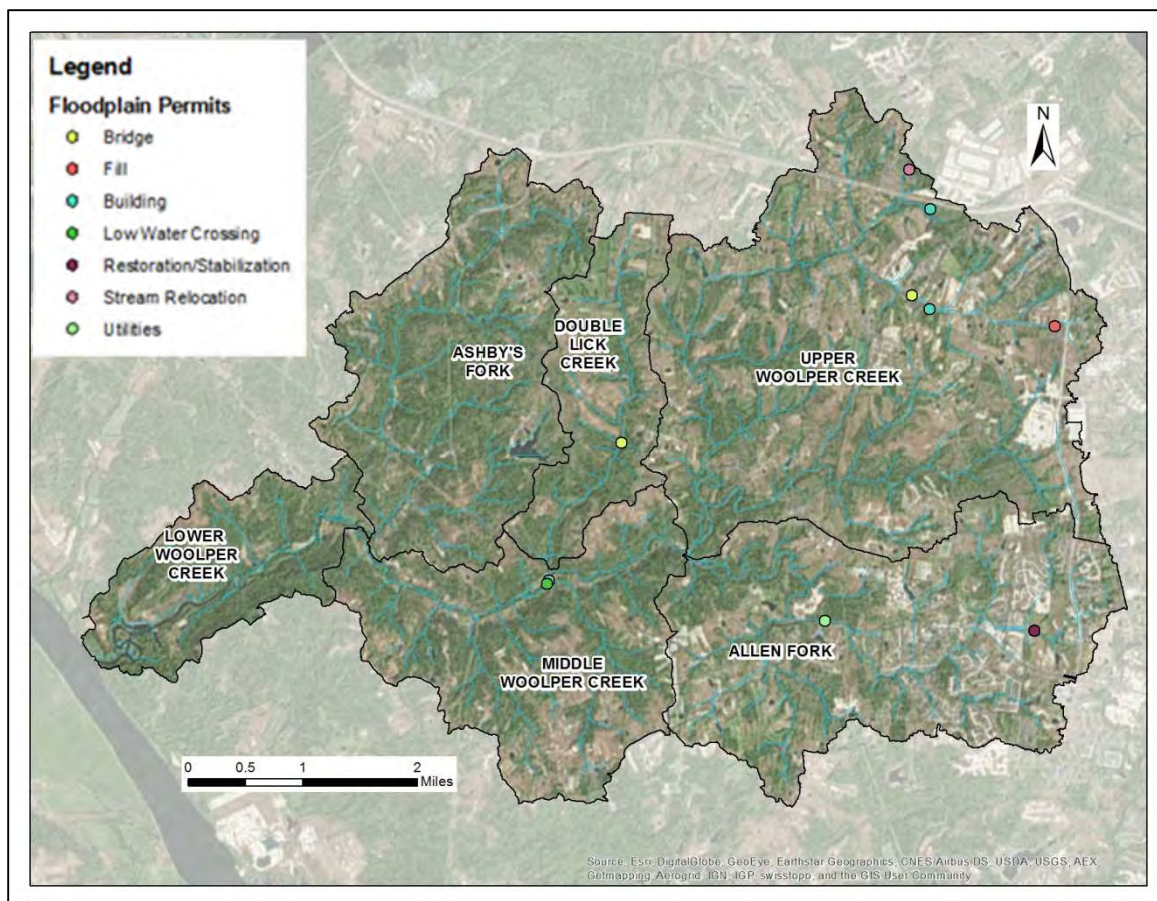 Legend
Floodplain Permits
Bridge
Fill
Building
Low Water Crossing
Restoration/Stabilization
Stream Relocation
Utilities
N
ASHBY'S
FORK
DOUBLE
LICK
CREEK
UPPER
WOOLPER CREEK
LOWER
WOOLPER
CREEK
MIDDLE
WOOLPER CREEK
ALLEN FORK
0 0.5 1 2
Miles
Source: Esri, DigitalGlobe, GeoEye, Earthstar Geographics, CNES/Airbus DS, USDA, USGS, AEX,
Getmapping, Aerogrid, IGN, IGP, swisstopo, and the GIS User Community